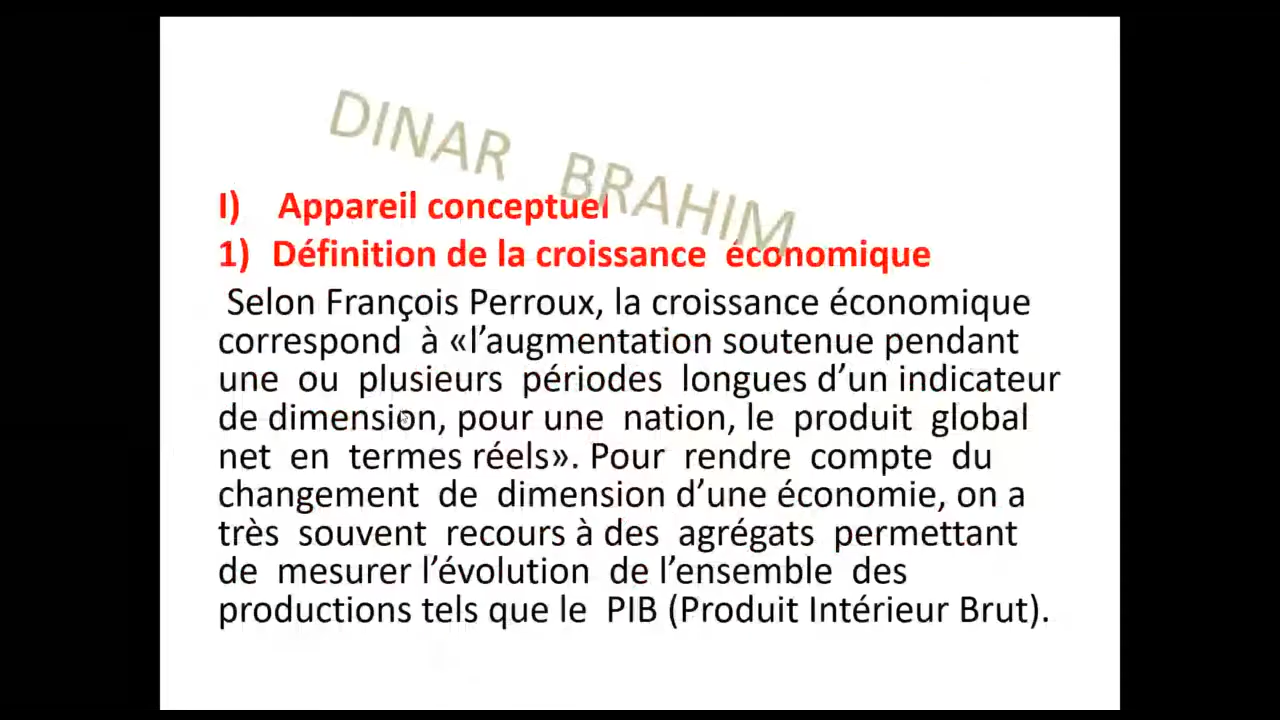 DINAR BRAHIM
I) Appareil conceptuel
1) Définition de la croissance économique
Selon François Perroux, la croissance économique
correspond à «l’augmentation soutenue pendant
une ou plusieurs périodes longues d’un indicateur
de dimension, pour une nation, le produit global
net en termes réels». Pour rendre compte du
changement de dimension d’une économie, on a
très souvent recours à des agrégats permettant
de mesurer l’évolution de l’ensemble des
productions tels que le PIB (Produit Intérieur Brut).